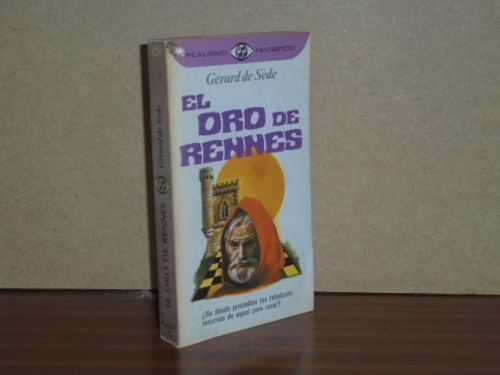 REALISMO FANTASTICO
Gérard de Sède
EL
ORO DE
RENNES
¿De dónde procedían los fabulosos
recursos de aquel cura rural?
EL ORO DE RENNES Gérard de Sède